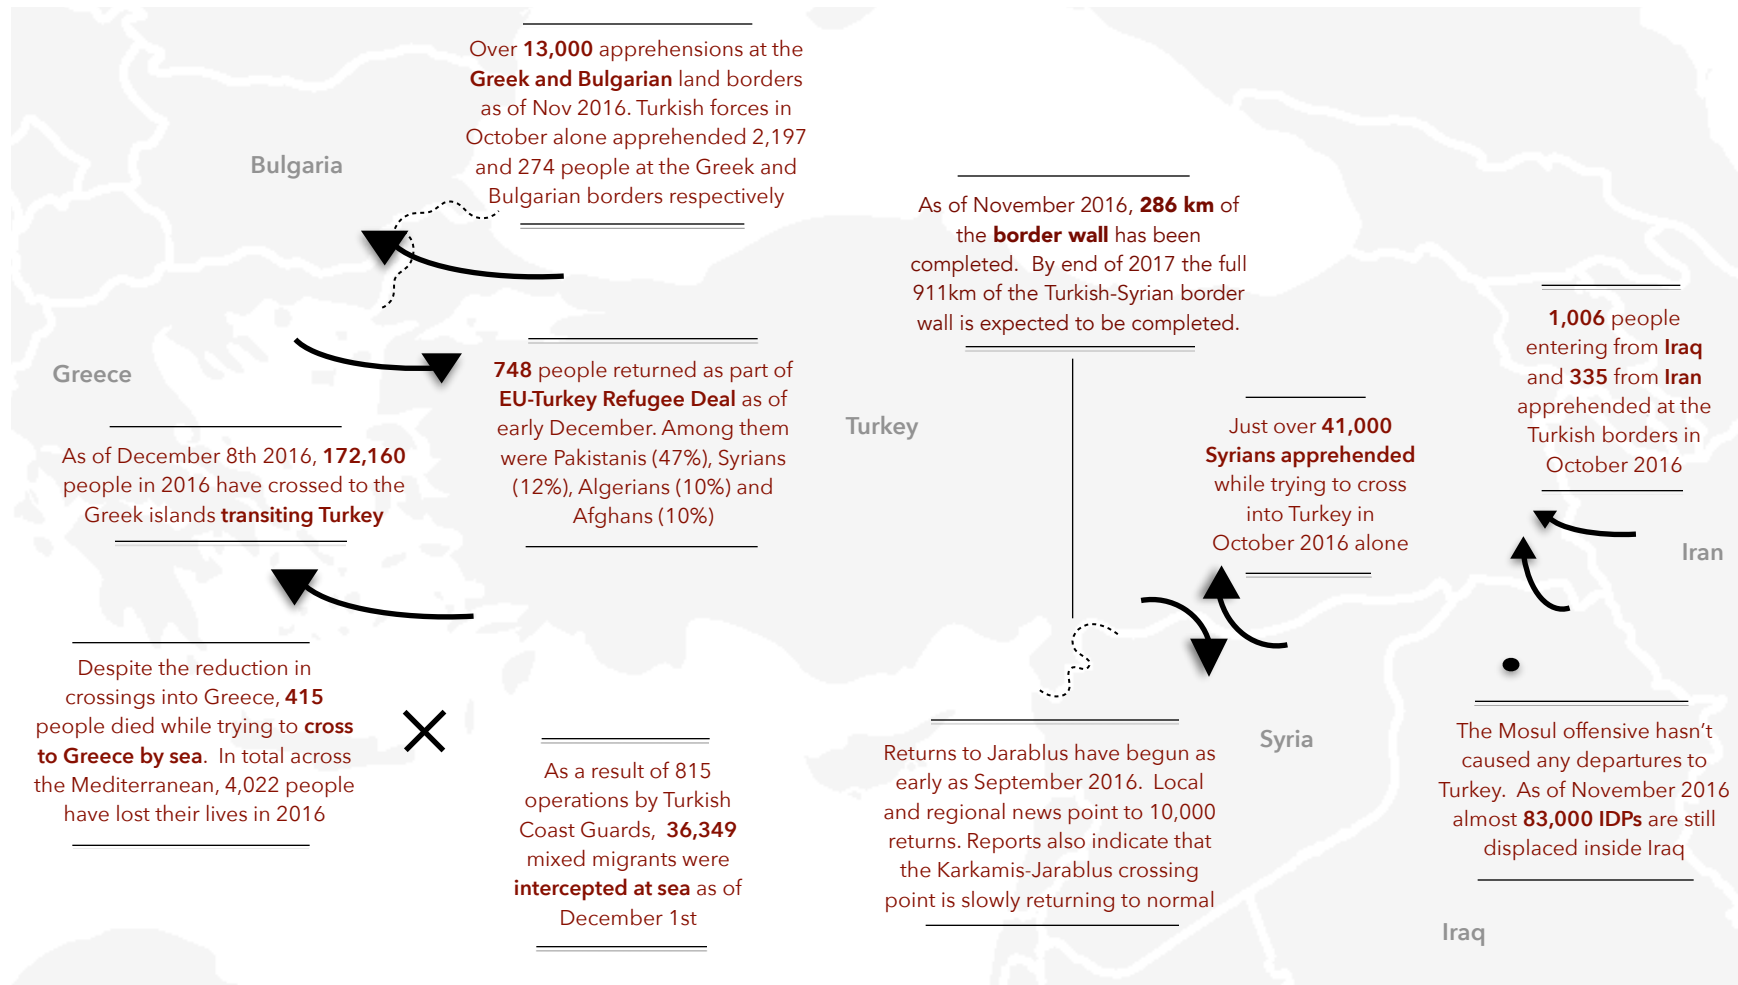 Over 13,000 apprehensions at the
Greek and Bulgarian land borders
as of Nov 2016. Turkish forces in
October alone apprehended 2,197
and 274 people at the Greek and
Bulgarian borders respectively
Bulgaria
As of November 2016, 286 km of
the border wall has been
completed.  By end of 2017 the full
911km of the Turkish-Syrian border
wall is expected to be completed.
1,006 people
entering from Iraq
and 335 from Iran
apprehended at the
Turkish borders in
October 2016
Greece
748 people returned as part of
EU-Turkey Refugee Deal as of
early December. Among them
were Pakistanis (47%), Syrians
(12%), Algerians (10%) and
Afghans (10%)
Turkey
Just over 41,000
Syrians apprehended
while trying to cross
into Turkey in
October 2016 alone
As of December 8th 2016, 172,160
people in 2016 have crossed to the
Greek islands transiting Turkey
Iran
Despite the reduction in
crossings into Greece, 415
people died while trying to cross
to Greece by sea.  In total across
the Mediterranean, 4,022 people
have lost their lives in 2016
As a result of 815
operations by Turkish
Coast Guards,  36,349
mixed migrants were
intercepted at sea as of
December 1st
Returns to Jarablus have begun as
early as September 2016.  Local
and regional news point to 10,000
returns. Reports also indicate that
the Karkamis-Jarablus crossing
point is slowly returning to normal
Syria
The Mosul offensive hasn't
caused any departures to
Turkey.  As of November 2016
almost 83,000 IDPs are still
displaced inside Iraq
Iraq